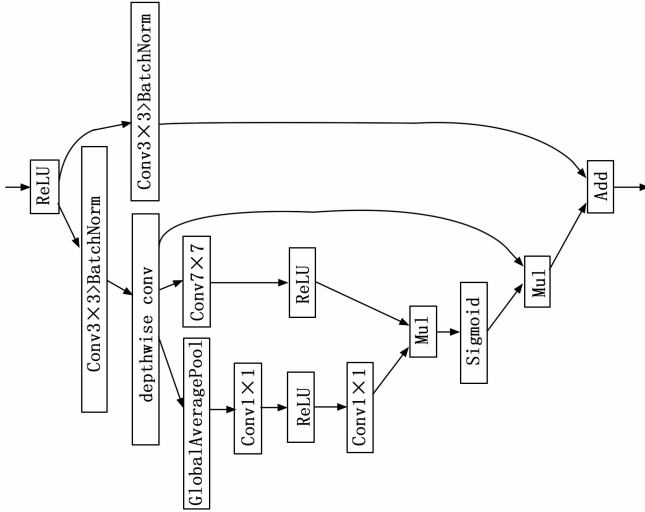 ReLU
Conv3×3>BatchNorm
Conv3×3>BatchNorm
depthwise conv
Conv7×7
ReLU
GlobalAveragePool
Conv1×1
ReLU
Conv1×1
Mul
Sigmoid
Mul
Add